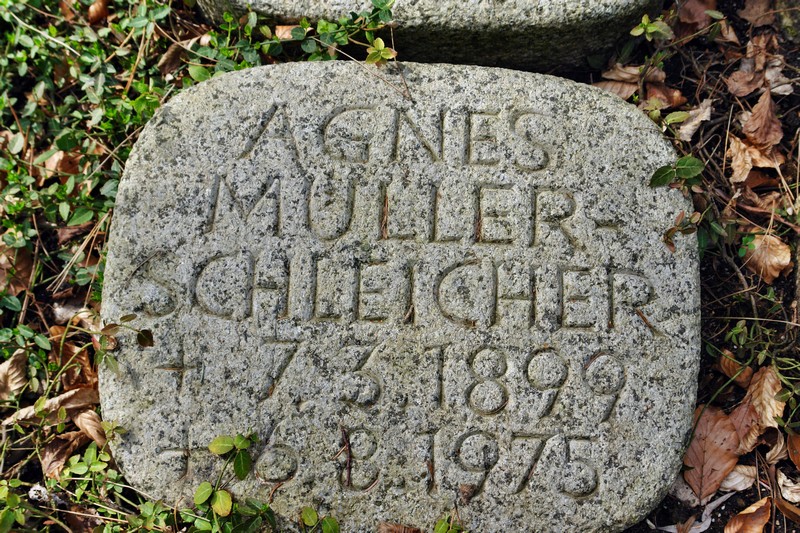 AGNES
MULLER-
SCHLEICHER
+ 7.3.1899
+ 6.8.1975